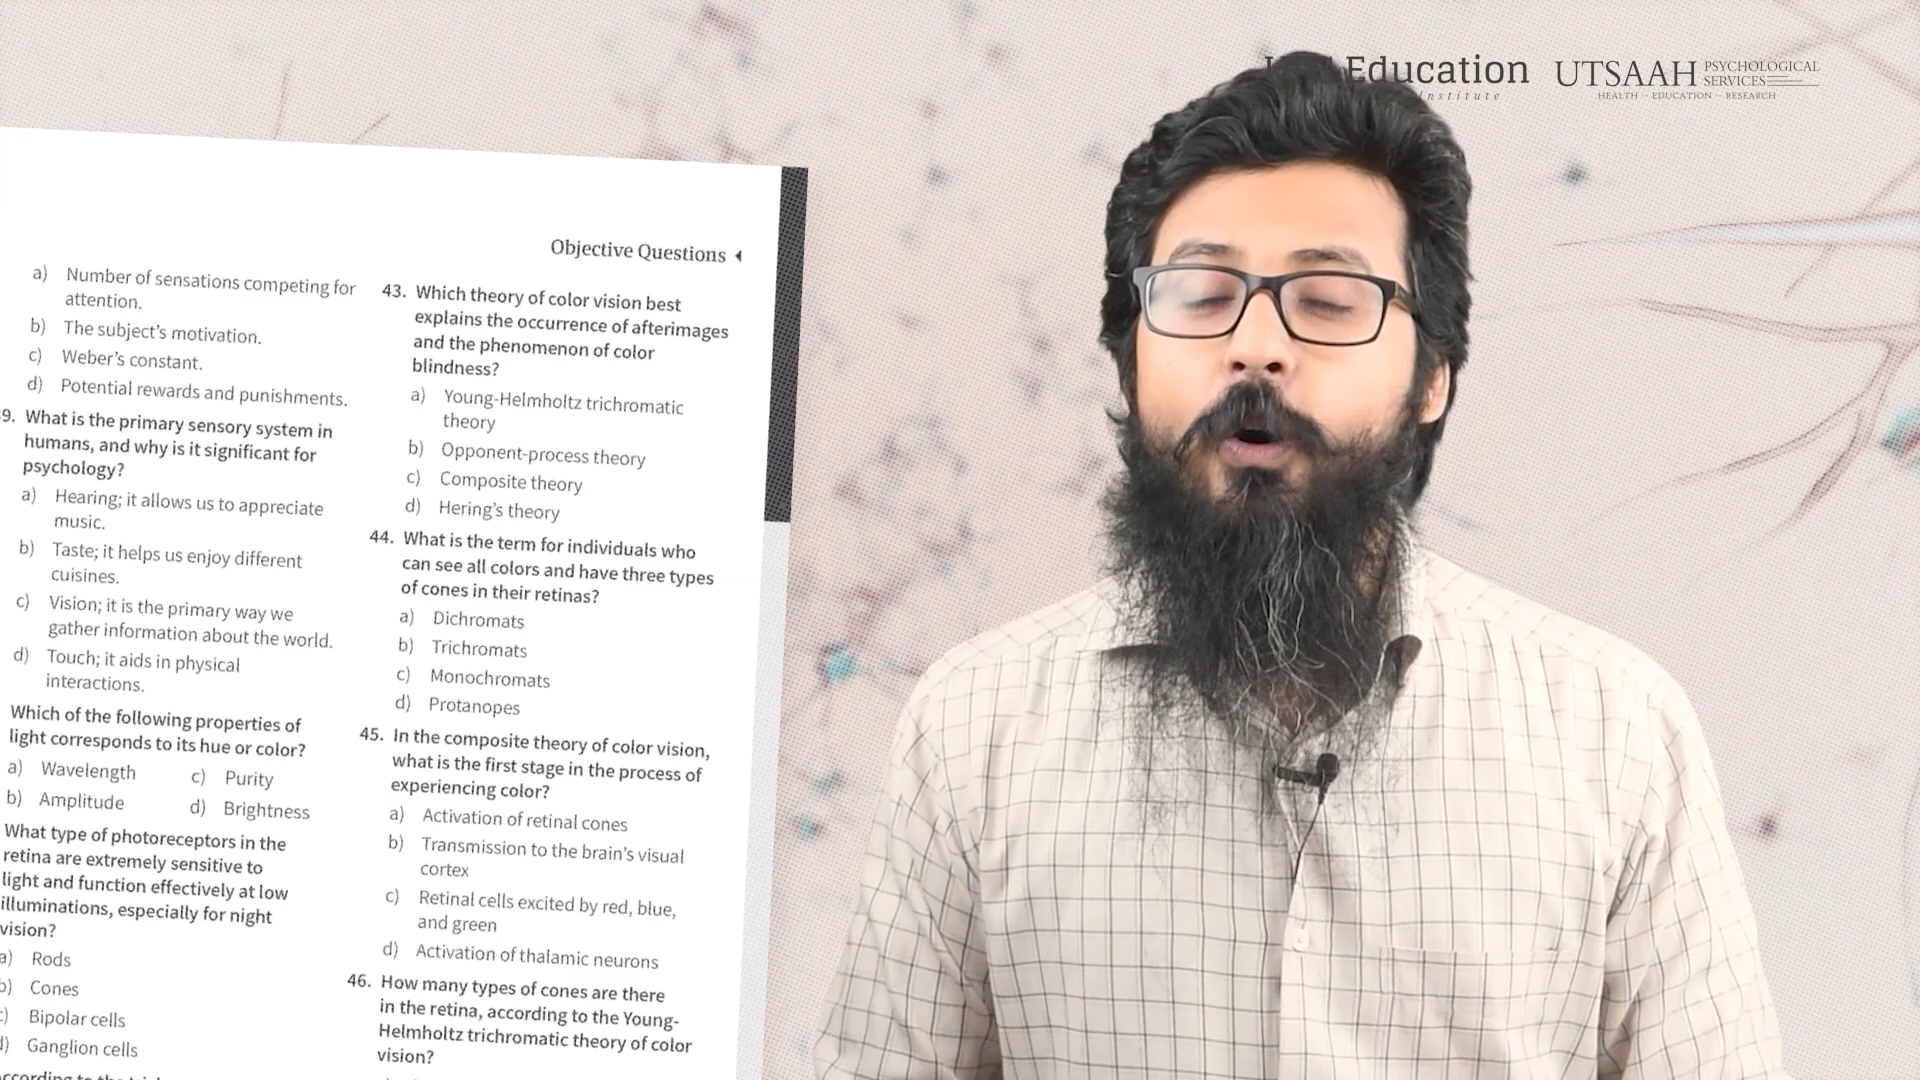 Education
Institute
UTSAAH PSYCHOLOGICAL SERVICES
HEALTH - EDUCATION - RESEARCH
Objective Questions
a) Number of sensations competing for
attention.
b) The subject's motivation.
c) Weber's constant.
d) Potential rewards and punishments.
9. What is the primary sensory system in
humans, and why is it significant for
psychology?
a) Hearing; it allows us to appreciate
music.
b) Taste; it helps us enjoy different
cuisines.
c) Vision; it is the primary way we
gather information about the world.
d) Touch; it aids in physical
interactions.
Which of the following properties of
light corresponds to its hue or color?
a) Wavelength c) Purity
b) Amplitude d) Brightness
What type of photoreceptors in the
retina are extremely sensitive to
light and function effectively at low
illuminations, especially for night
vision?
a) Rods
b) Cones
c) Bipolar cells
d) Ganglion cells
43. Which theory of color vision best
explains the occurrence of afterimages
and the phenomenon of color
blindness?
a) Young-Helmholtz trichromatic
theory
b) Opponent-process theory
c) Composite theory
d) Hering's theory
44. What is the term for individuals who
can see all colors and have three types
of cones in their retinas?
a) Dichromats
b) Trichromats
c) Monochromats
d) Protanopes
45. In the composite theory of color vision,
what is the first stage in the process of
experiencing color?
a) Activation of retinal cones
b) Transmission to the brain's visual
cortex
c) Retinal cells excited by red, blue,
and green
d) Activation of thalamic neurons
46. How many types of cones are there
in the retina, according to the Young-
Helmholtz trichromatic theory of color
vision?